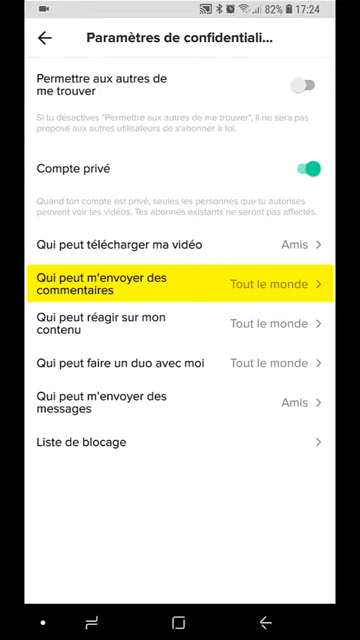 82% 17:24
Paramètres de confidentiali...
Permettre aux autres de
me trouver
Si tu désactives "Permettre aux autres de me trouver", il ne sera pas
proposé aux autres utilisateurs de s'abonner à toi.
Compte privé
Quand ton compte est privé, seules les personnes que tu autorises
peuvent voir tes vidéos. Tes abonnés existants ne seront pas affectés.
Qui peut télécharger ma vidéo Amis
Qui peut m'envoyer des
commentaires Tout le monde
Qui peut réagir sur mon
contenu Tout le monde
Qui peut faire un duo avec moi Tout le monde
Qui peut m'envoyer des
messages Amis
Liste de blocage